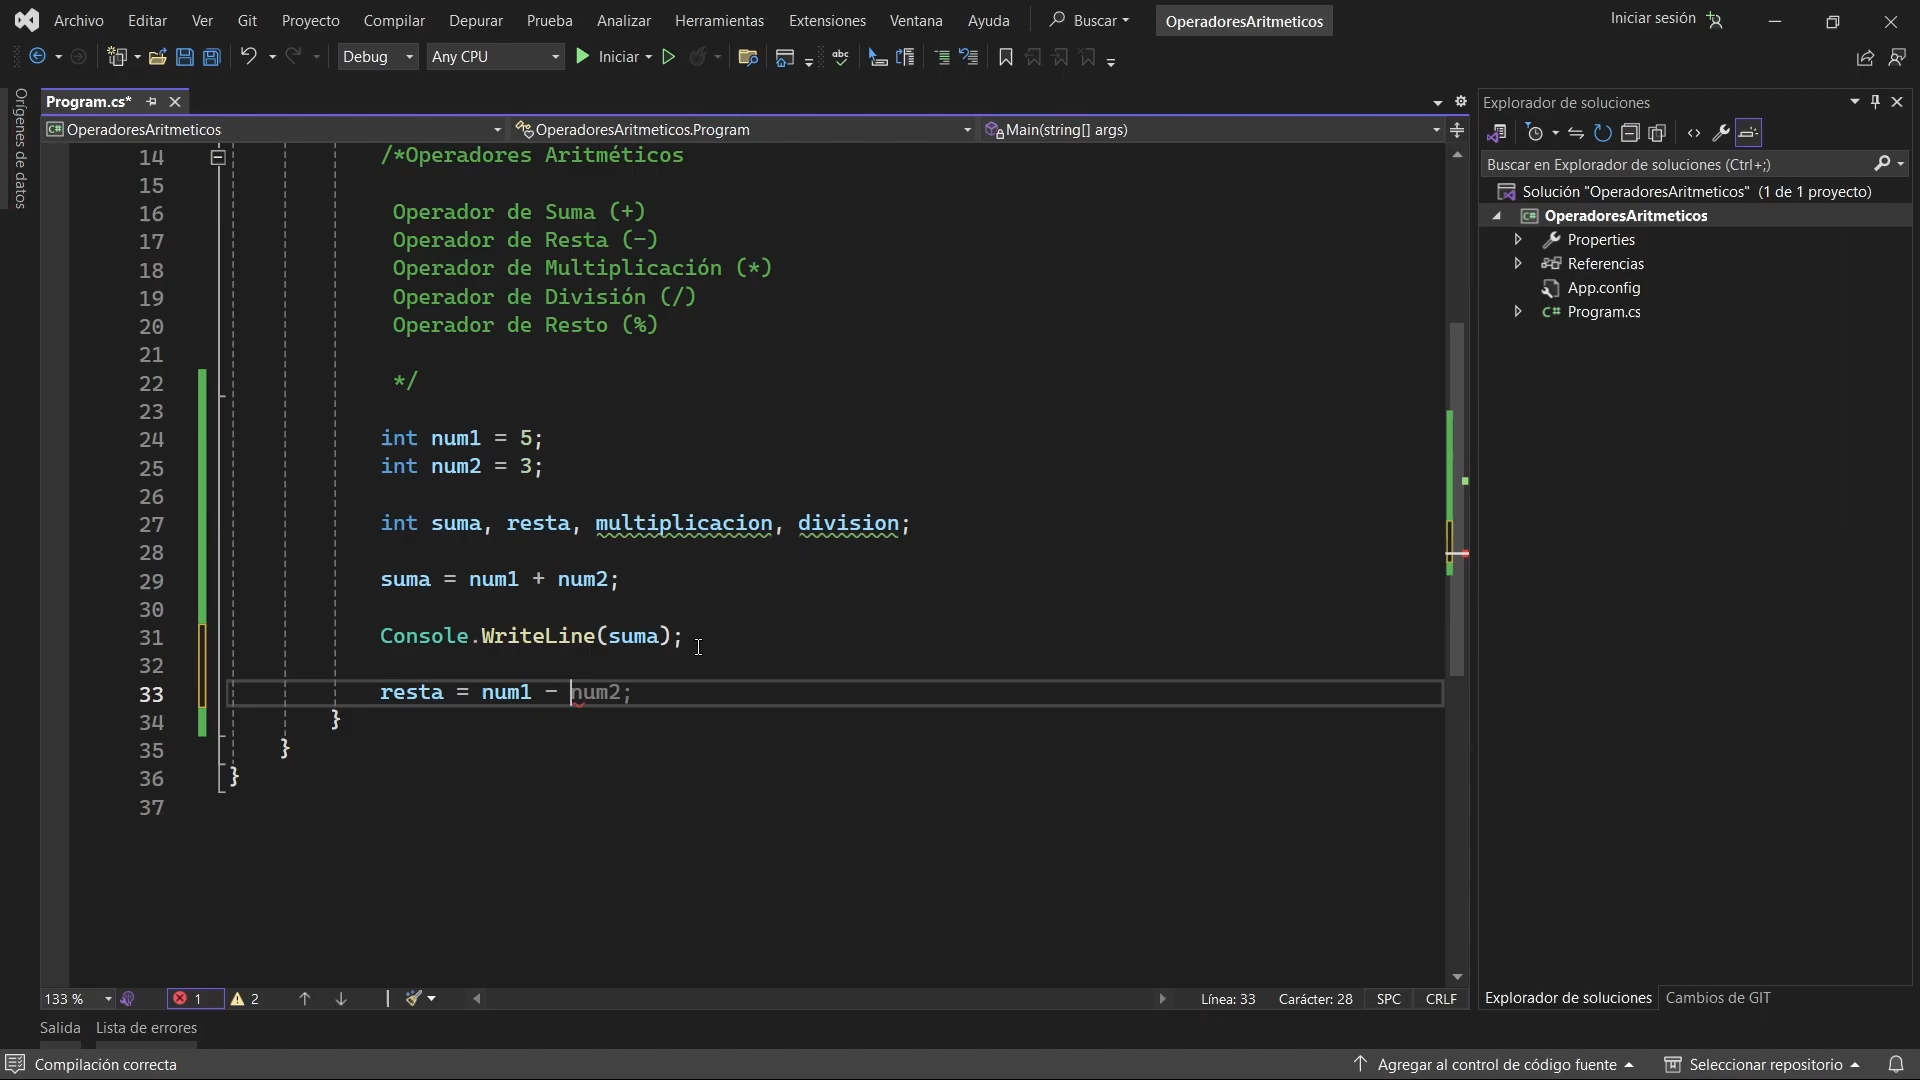 Archivo Editar Ver Git Proyecto Compilar Depurar Prueba Analizar Herramientas Extensiones Ventana Ayuda Buscar OperadoresAritmeticos Iniciar sesión
Debug Any CPU Iniciar abc
Orígenes de datos
Program.cs*
C# OperadoresAritmeticos OperadoresAritmeticos.Program Main(string[] args)
14 /*Operadores Aritméticos
15
16 Operador de Suma (+)
17 Operador de Resta (-)
18 Operador de Multiplicación (*)
19 Operador de División (/)
20 Operador de Resto (%)
21
22 */
23
24 int num1 = 5;
25 int num2 = 3;
26
27 int suma, resta, multiplicacion, division;
28
29 suma = num1 + num2;
30
31 Console.WriteLine(suma);
32
33 resta = num1 - num2;
34 }
35 }
36 }
37
133 % 1 2 Línea: 33 Carácter: 28 SPC CRLF
Explorador de soluciones
Buscar en Explorador de soluciones (Ctrl+;)
Solución "OperadoresAritmeticos" (1 de 1 proyecto)
C# OperadoresAritmeticos
Properties
Referencias
App.config
C# Program.cs
Explorador de soluciones Cambios de GIT
Salida Lista de errores
Compilación correcta Agregar al control de código fuente Seleccionar repositorio